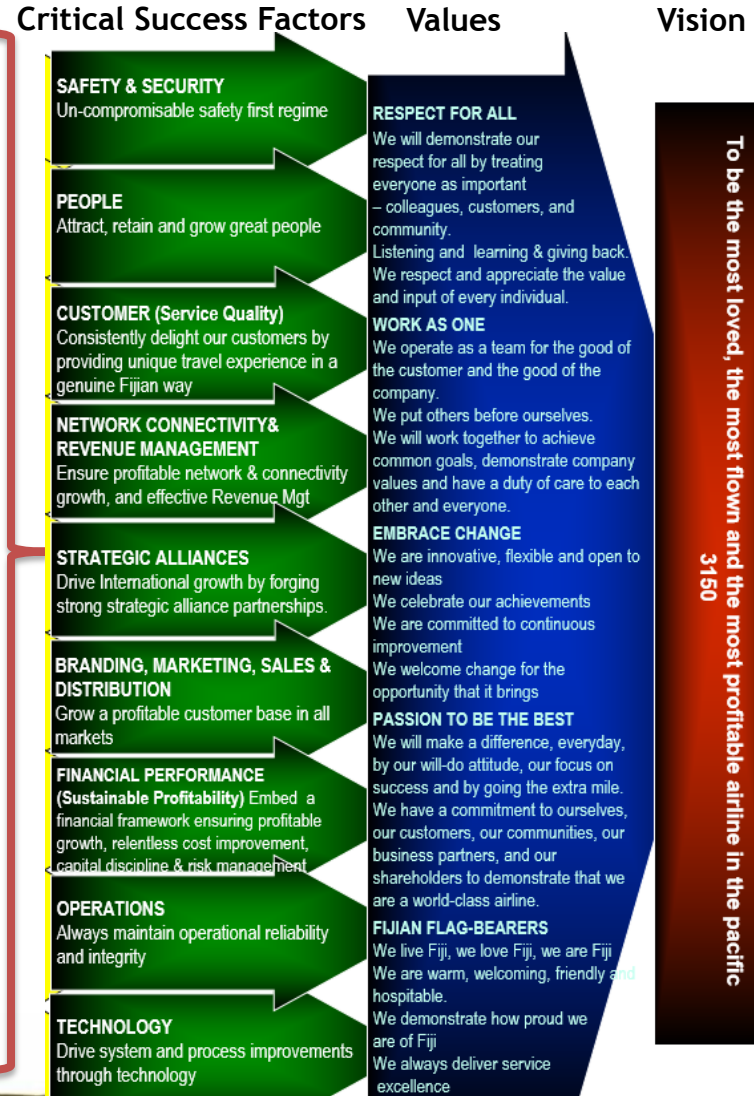 Critical Success Factors
Values
Vision
SAFETY & SECURITY
Un-compromisable safety first regime
PEOPLE
Attract, retain and grow great people
CUSTOMER (Service Quality)
Consistently delight our customers by
providing unique travel experience in a
genuine Fijian way
NETWORK CONNECTIVITY&
REVENUE MANAGEMENT
Ensure profitable network & connectivity
growth, and effective Revenue Mgt
STRATEGIC ALLIANCES
Drive International growth by forging
strong strategic alliance partnerships.
BRANDING, MARKETING, SALES &
DISTRIBUTION
Grow a profitable customer base in all
markets
FINANCIAL PERFORMANCE
(Sustainable Profitability) Embed a
financial framework ensuring profitable
growth, relentless cost improvement,
capital discipline & risk management
OPERATIONS
Always maintain operational reliability
and integrity
TECHNOLOGY
Drive system and process improvements
through technology
RESPECT FOR ALL
We will demonstrate our
respect for all by treating
everyone as important
– colleagues, customers, and
community.
Listening and learning & giving back.
We respect and appreciate the value
and input of every individual.
WORK AS ONE
We operate as a team for the good of
the customer and the good of the
company.
We put others before ourselves.
We will work together to achieve
common goals, demonstrate company
values and have a duty of care to each
other and everyone.
EMBRACE CHANGE
We are innovative, flexible and open to
new ideas
We celebrate our achievements
We are committed to continuous
improvement
We welcome change for the
opportunity that it brings
PASSION TO BE THE BEST
We will make a difference, everyday,
by our will-do attitude, our focus on
success and by going the extra mile.
We have a commitment to ourselves,
our customers, our communities, our
business partners, and our
shareholders to demonstrate that we
are a world-class airline.
FIJIAN FLAG-BEARERS
We live Fiji, we love Fiji, we are Fiji
We are warm, welcoming, friendly and
hospitable.
We demonstrate how proud we
are of Fiji
We always deliver service
excellence
To be the most loved, the most flown and the most profitable airline in the pacific
3150